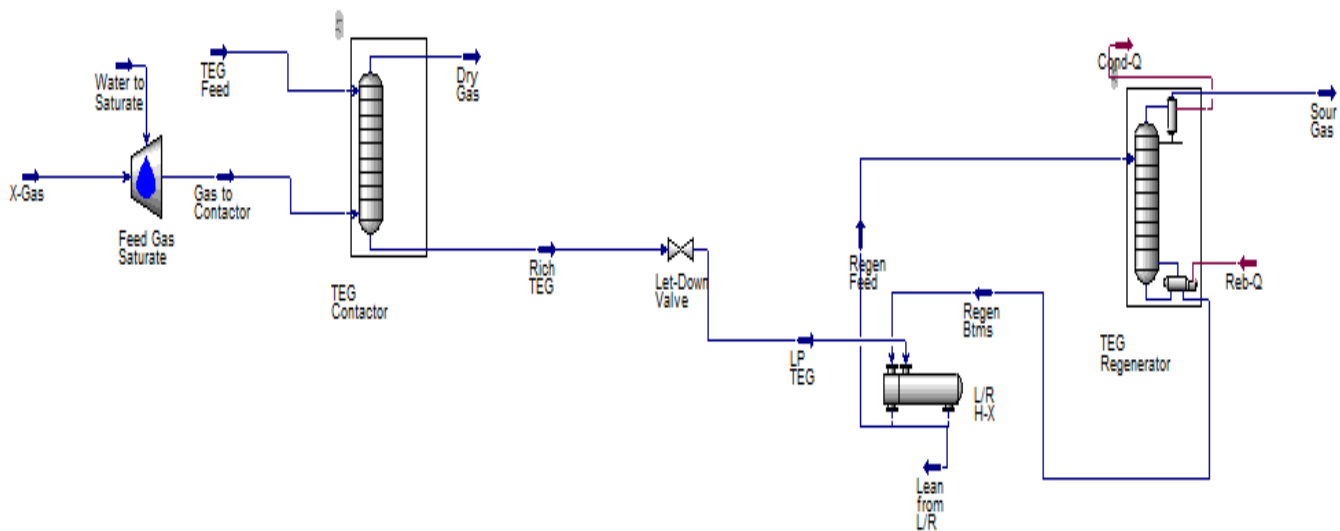 X-Gas
Water to
Saturate
Feed Gas
Saturate
Gas to
Contactor
TEG
Feed
TEG
Contactor
Dry
Gas
Rich
TEG
Let-Down
Valve
LP
TEG
Regen
Feed
Regen
Btms
L/R
H-X
Lean
from
L/R
Cond-Q
TEG
Regenerator
Reb-Q
Sour
Gas